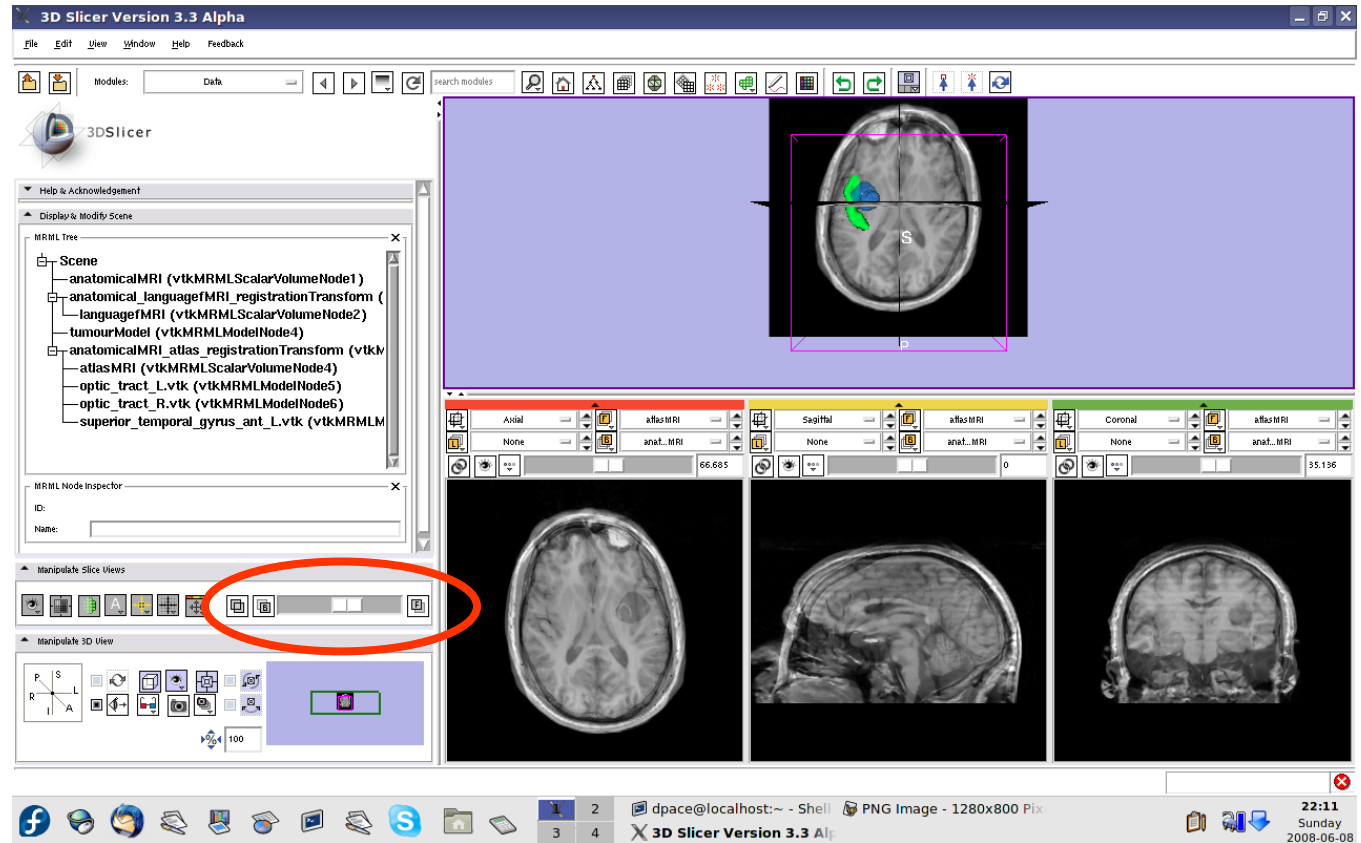 3D Slicer Version 3.3 Alpha
File Edit View Window Help Feedback
Modules: Data search modules
3DSlicer
Help & Acknowledgement
Display & Modify Scene
MRML Tree
Scene
anatomicalMRI (vtkMRMLScalarVolumeNode1)
anatomical_languagefMRI_registrationTransform (
languagefMRI (vtkMRMLScalarVolumeNode2)
tumourModel (vtkMRMLModelNode4)
anatomicalMRI_atlas_registrationTransform (vtkM
atlasMRI (vtkMRMLScalarVolumeNode4)
optic_tract_L.vtk (vtkMRMLModelNode5)
optic_tract_R.vtk (vtkMRMLModelNode6)
superior_temporal_gyrus_ant_L.vtk (vtkMRMLM
MRML Node Inspector
ID:
Name:
Manipulate Slice Views
A B F
Manipulate 3D View
P S
R L
I A
100
S
P
Axial F atlasMRI
L None B anat...MRI
66.685
Sagittal F atlasMRI
L None B anat...MRI
0
Coronal F atlasMRI
L None B anat...MRI
35.136
1 2
3 4
dpace@localhost:~ - Shell
PNG Image - 1280x800 Pix
3D Slicer Version 3.3 Alp
22:11
Sunday
2008-06-08